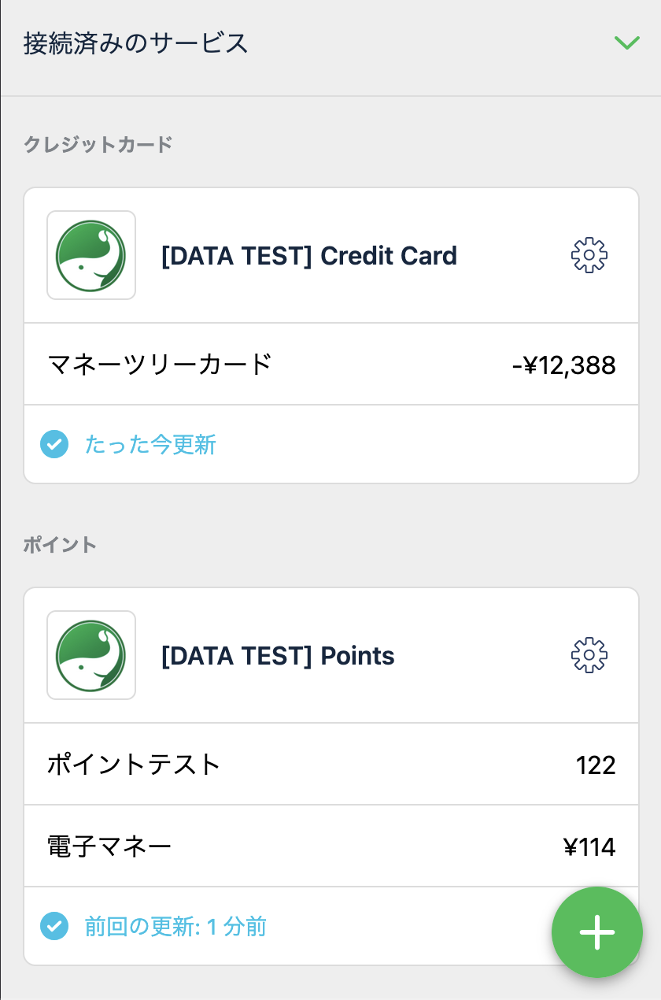 接続済みのサービス
クレジットカード
[DATA TEST] Credit Card
マネーツリーカード -¥12,388
たった今更新
ポイント
[DATA TEST] Points
ポイントテスト 122
電子マネー ¥114
前回の更新: 1 分前